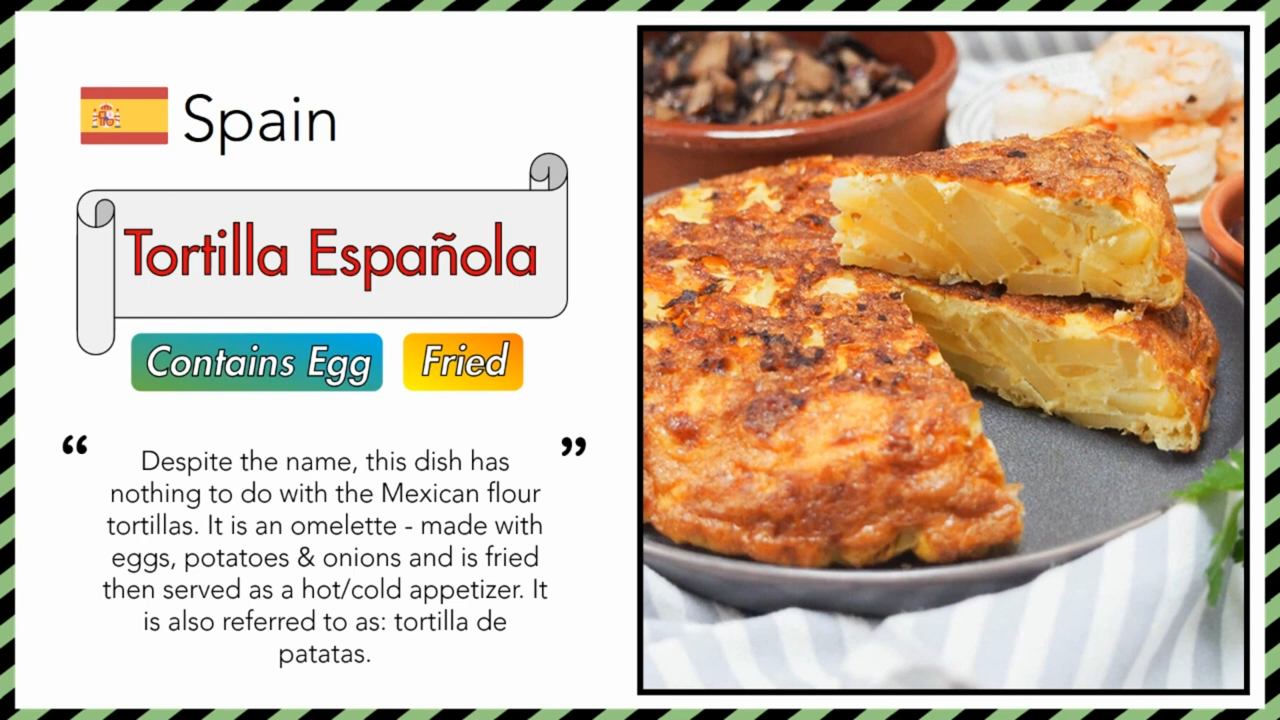 Spain
Tortilla Española
Contains Egg
Fried
“ Despite the name, this dish has ”
nothing to do with the Mexican flour
tortillas. It is an omelette - made with
eggs, potatoes & onions and is fried
then served as a hot/cold appetizer. It
is also referred to as: tortilla de
patatas.